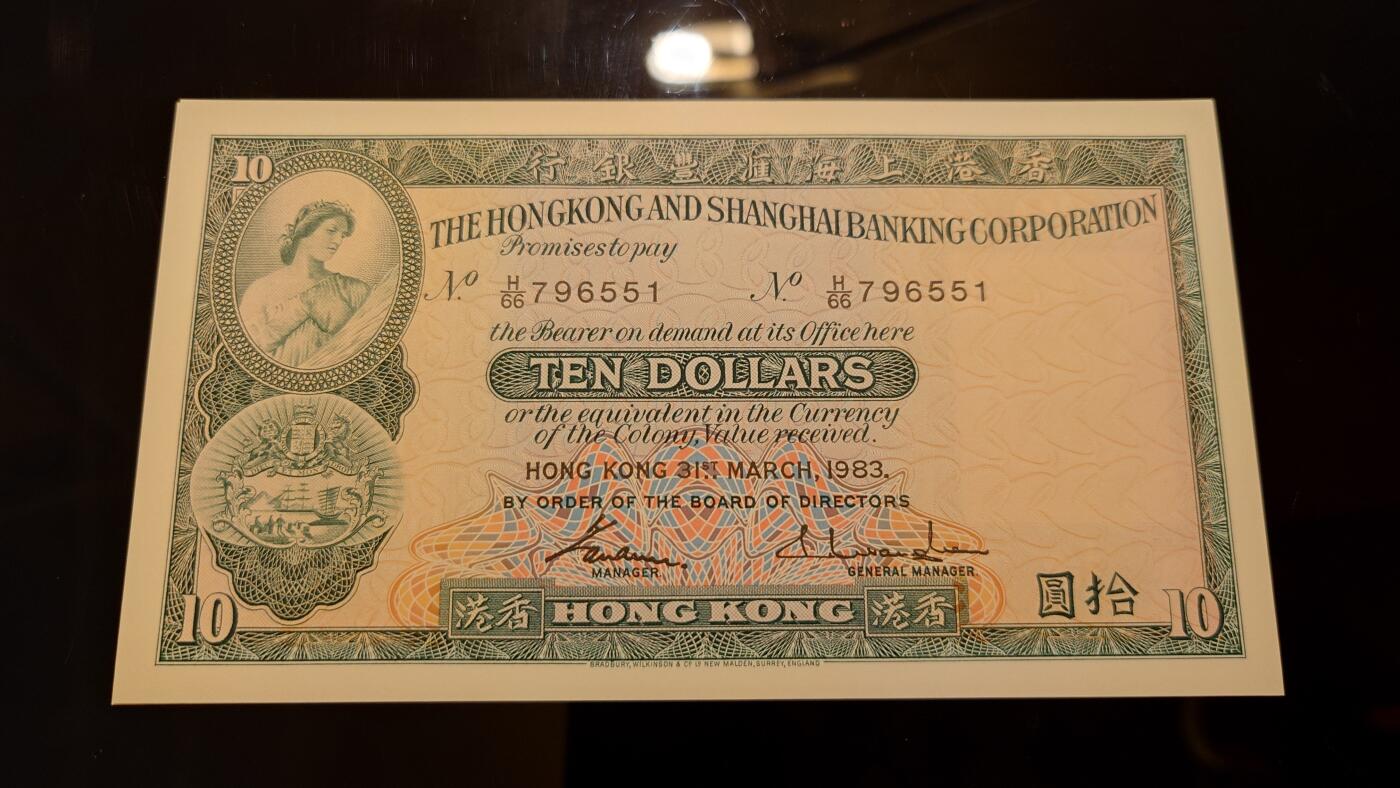 行銀豐滙海上港香
10
THE HONGKONG AND SHANGHAI BANKING CORPORATION
Promises to pay
No. H/66 796551 No. H/66 796551
the Bearer on demand at its Office here
TEN DOLLARS
or the equivalent in the Currency
of the Colony, Value received.
HONG KONG 31ST MARCH, 1983.
BY ORDER OF THE BOARD OF DIRECTORS
MANAGER. GENERAL MANAGER.
10 港香 HONG KONG 港香 圓拾 10
BRADBURY, WILKINSON & Co. Ld. NEW MALDEN, SURREY, ENGLAND